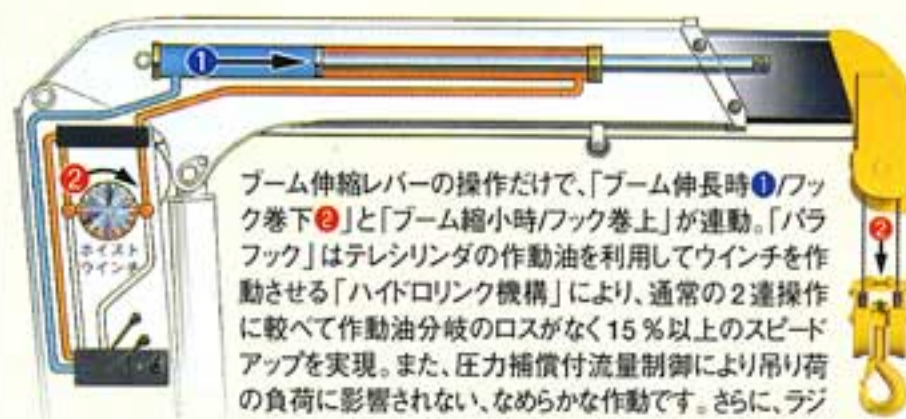 ①
②
ホイスト
ウインチ
②
ブーム伸縮レバーの操作だけで、「ブーム伸長時①/フッ
ク巻下②」と「ブーム縮小時/フック巻上」が連動。「パラ
フック」はテレシリンダの作動油を利用してウインチを作
動させる「ハイドロリンク機構」により、通常の2連操作
に較べて作動油分岐のロスがなく15%以上のスピード
アップを実現。また、圧力補償付流量制御により吊り荷
の負荷に影響されない、なめらかな作動です。さらに、ラジ